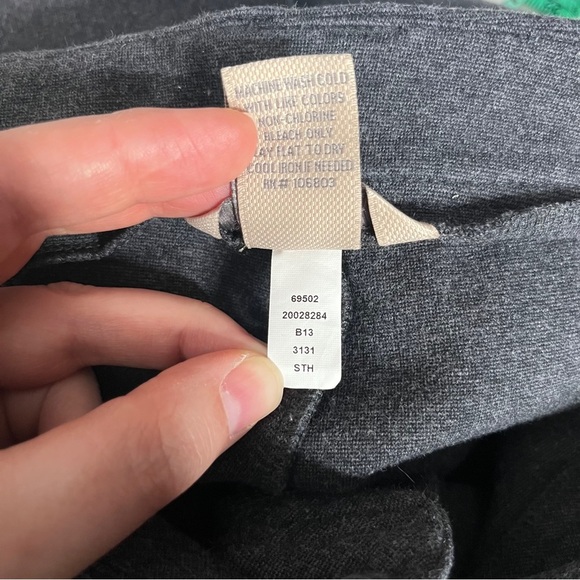 MACHINE WASH COLD
WITH LIKE COLORS
NON-CHLORINE
BLEACH ONLY
LAY FLAT TO DRY
COOL IRON IF NEEDED
RN# 106803
69502
20028284
B13
3131
STH